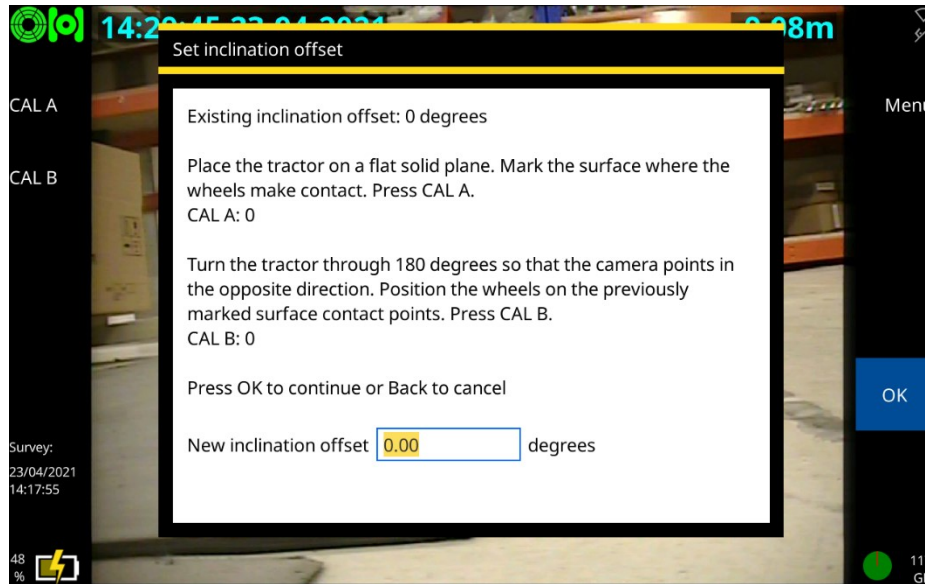 Set inclination offset
CAL A
CAL B
Existing inclination offset: 0 degrees
Place the tractor on a flat solid plane. Mark the surface where the
wheels make contact. Press CAL A.
CAL A: 0
Turn the tractor through 180 degrees so that the camera points in
the opposite direction. Position the wheels on the previously
marked surface contact points. Press CAL B.
CAL B: 0
Press OK to continue or Back to cancel
New inclination offset 0.00 degrees
OK
Survey:
23/04/2021
14:17:55
48
%